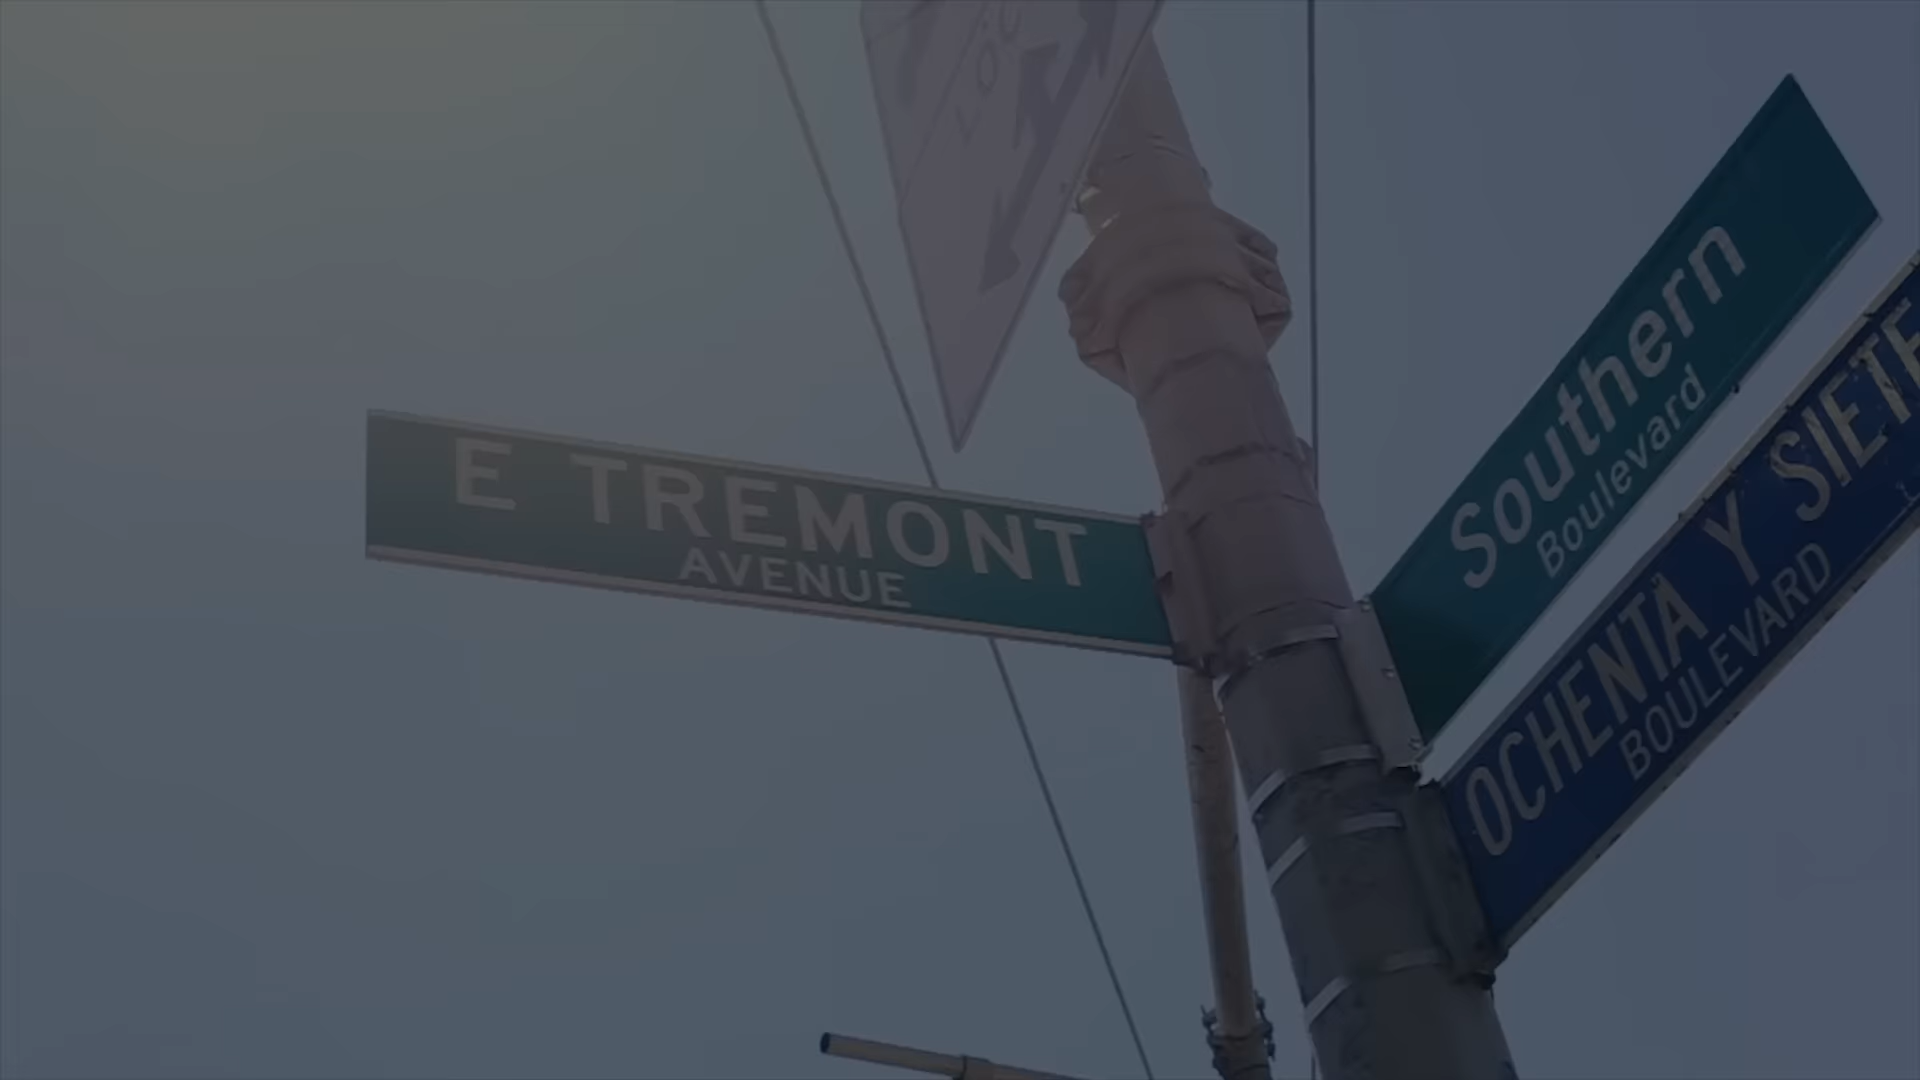 E TREMONT
AVENUE
Southern
Boulevard
OCHENTA Y SIETE
BOULEVARD